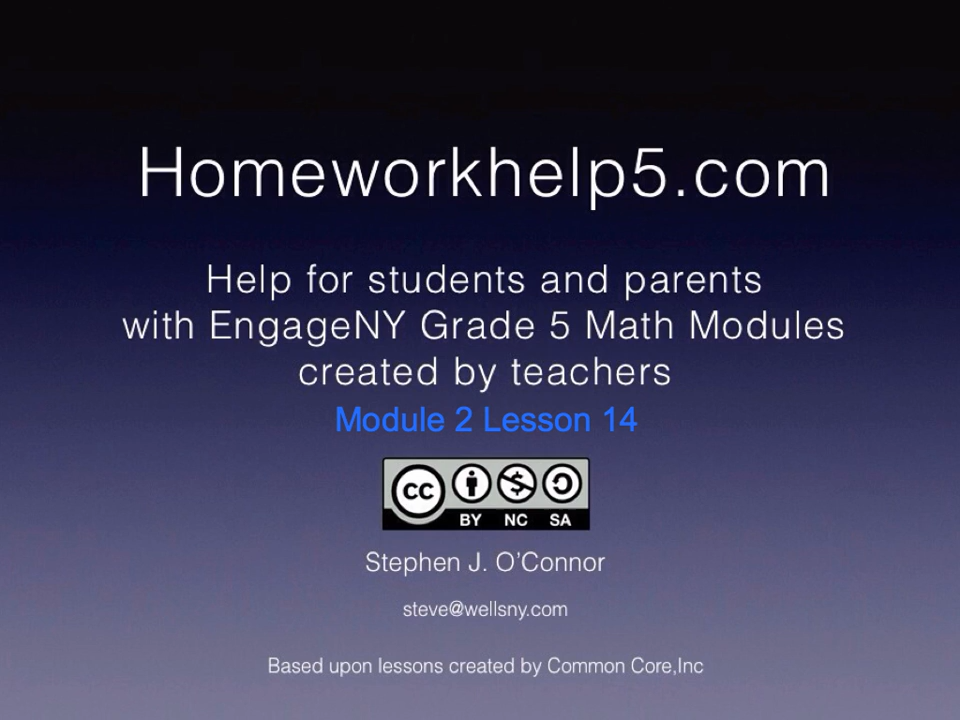 Homeworkhelp5.com
Help for students and parents
with EngageNY Grade 5 Math Modules
created by teachers
Module 2 Lesson 14
CC
BY NC SA
Stephen J. O'Connor
steve@wellsny.com
Based upon lessons created by Common Core,Inc